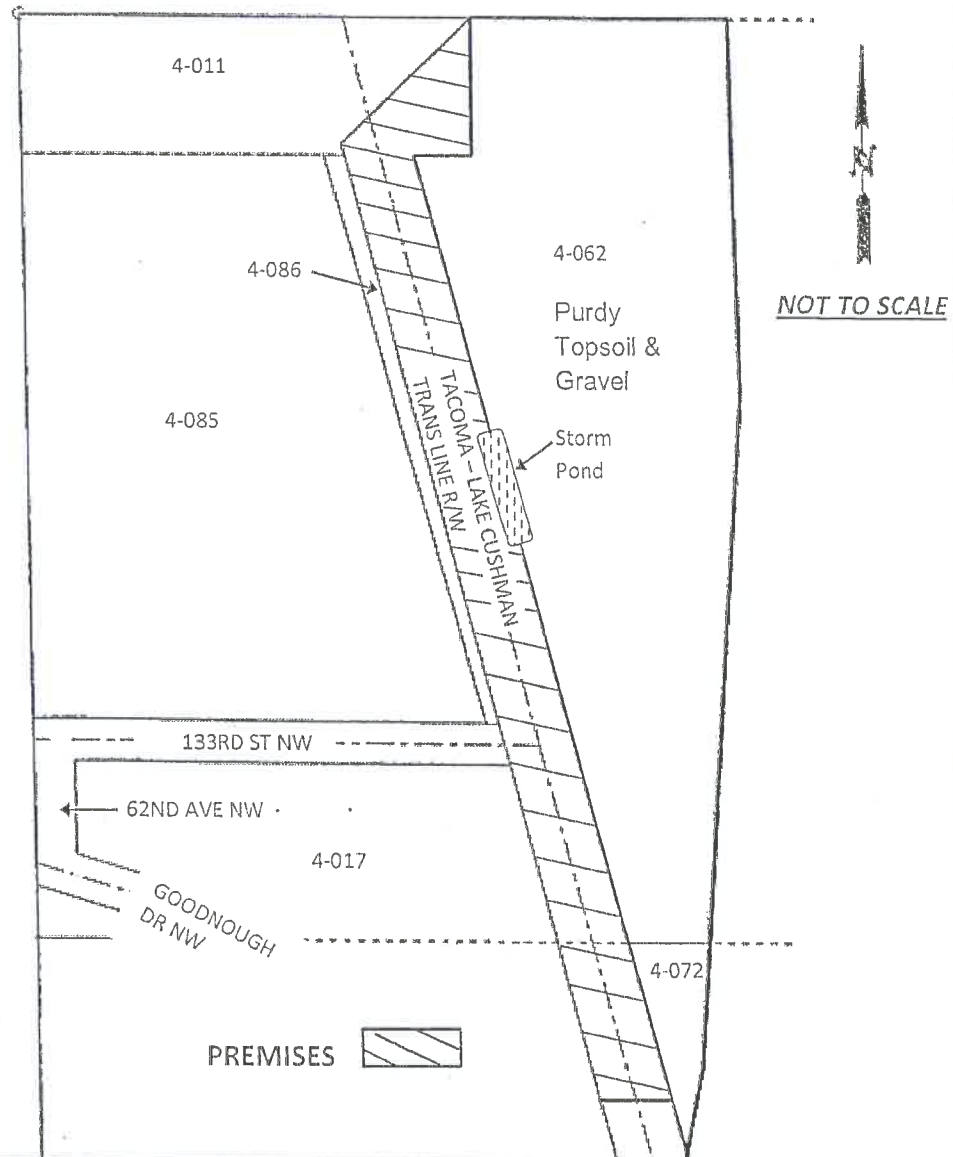 4-011
N
4-086
4-062
NOT TO SCALE
Purdy
Topsoil &
Gravel
4-085
TACOMA – LAKE CUSHMAN
TRANS LINE R/W
Storm
Pond
133RD ST NW
62ND AVE NW
4-017
GOODNOUGH
DR NW
4-072
PREMISES